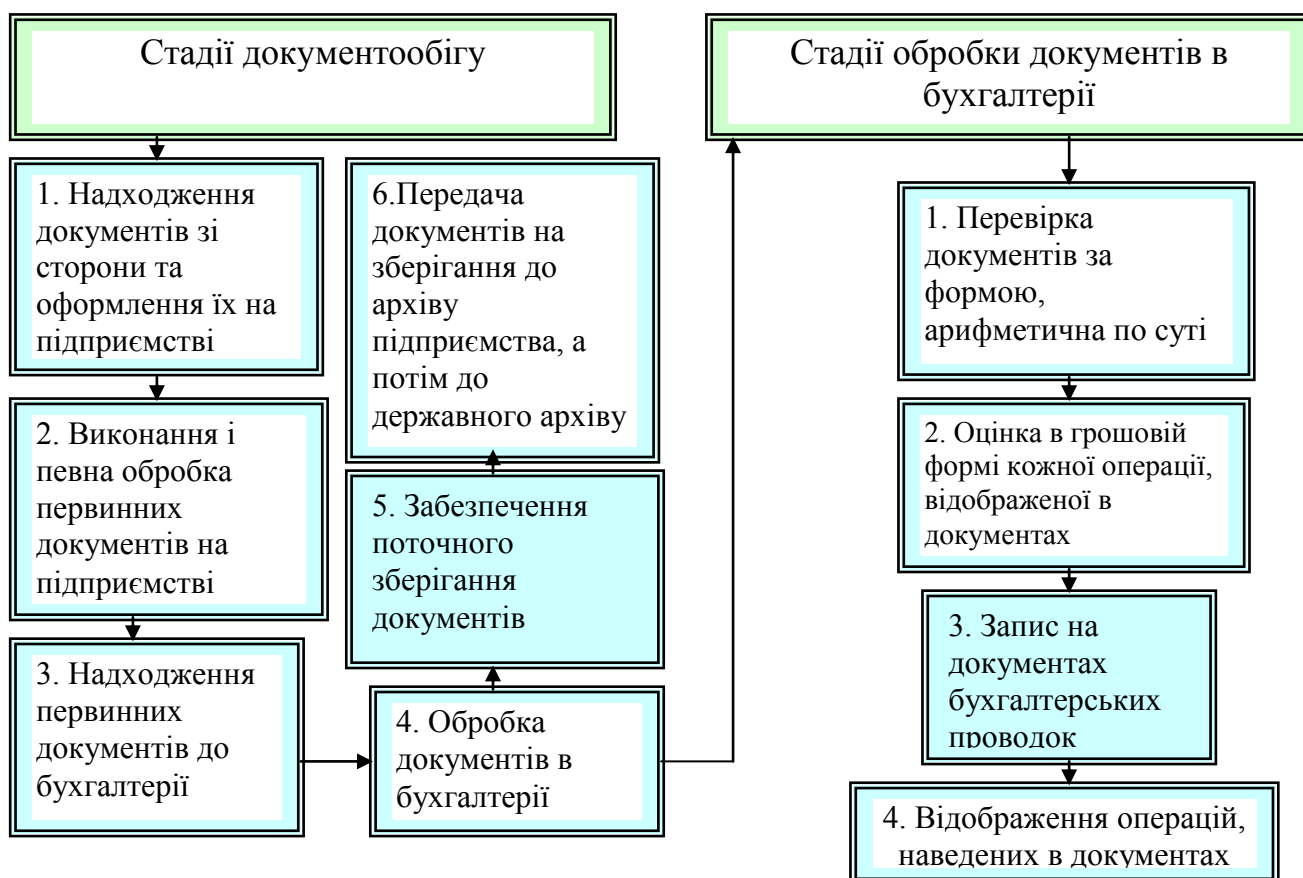 Стадії документообігу
1. Надходження
документів зі
сторони та
оформлення їх на
підприємстві
2. Виконання і
певна обробка
первинних
документів на
підприємстві
3. Надходження
первинних
документів до
бухгалтерії
4. Обробка
документів в
бухгалтерії
5. Забезпечення
поточного
зберігання
документів
6.Передача
документів на
зберігання до
архіву
підприємства, а
потім до
державного архіву
Стадії обробки документів в
бухгалтерії
1. Перевірка
документів за
формою,
арифметична по суті
2. Оцінка в грошовій
формі кожної операції,
відображеної в
документах
3. Запис на
документах
бухгалтерських
проводок
4. Відображення операцій,
наведених в документах